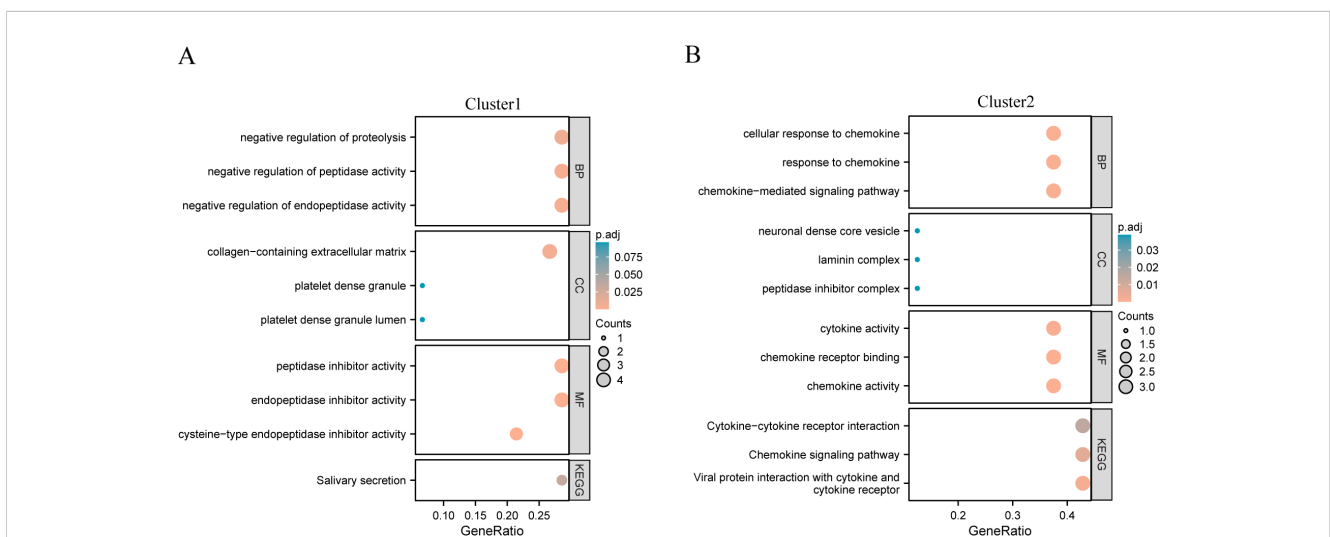 A
Cluster1
negative regulation of proteolysis
negative regulation of peptidase activity
negative regulation of endopeptidase activity
BP
collagen−containing extracellular matrix
platelet dense granule
platelet dense granule lumen
CC
peptidase inhibitor activity
endopeptidase inhibitor activity
cysteine−type endopeptidase inhibitor activity
MF
Salivary secretion
KEGG
0.10 0.15 0.20 0.25
GeneRatio
p.adj
0.075
0.050
0.025
Counts
1
2
3
4
B
Cluster2
cellular response to chemokine
response to chemokine
chemokine−mediated signaling pathway
BP
neuronal dense core vesicle
laminin complex
peptidase inhibitor complex
CC
cytokine activity
chemokine receptor binding
chemokine activity
MF
Cytokine−cytokine receptor interaction
Chemokine signaling pathway
Viral protein interaction with cytokine and
cytokine receptor
KEGG
0.2 0.3 0.4
GeneRatio
p.adj
0.03
0.02
0.01
Counts
1.0
1.5
2.0
2.5
3.0